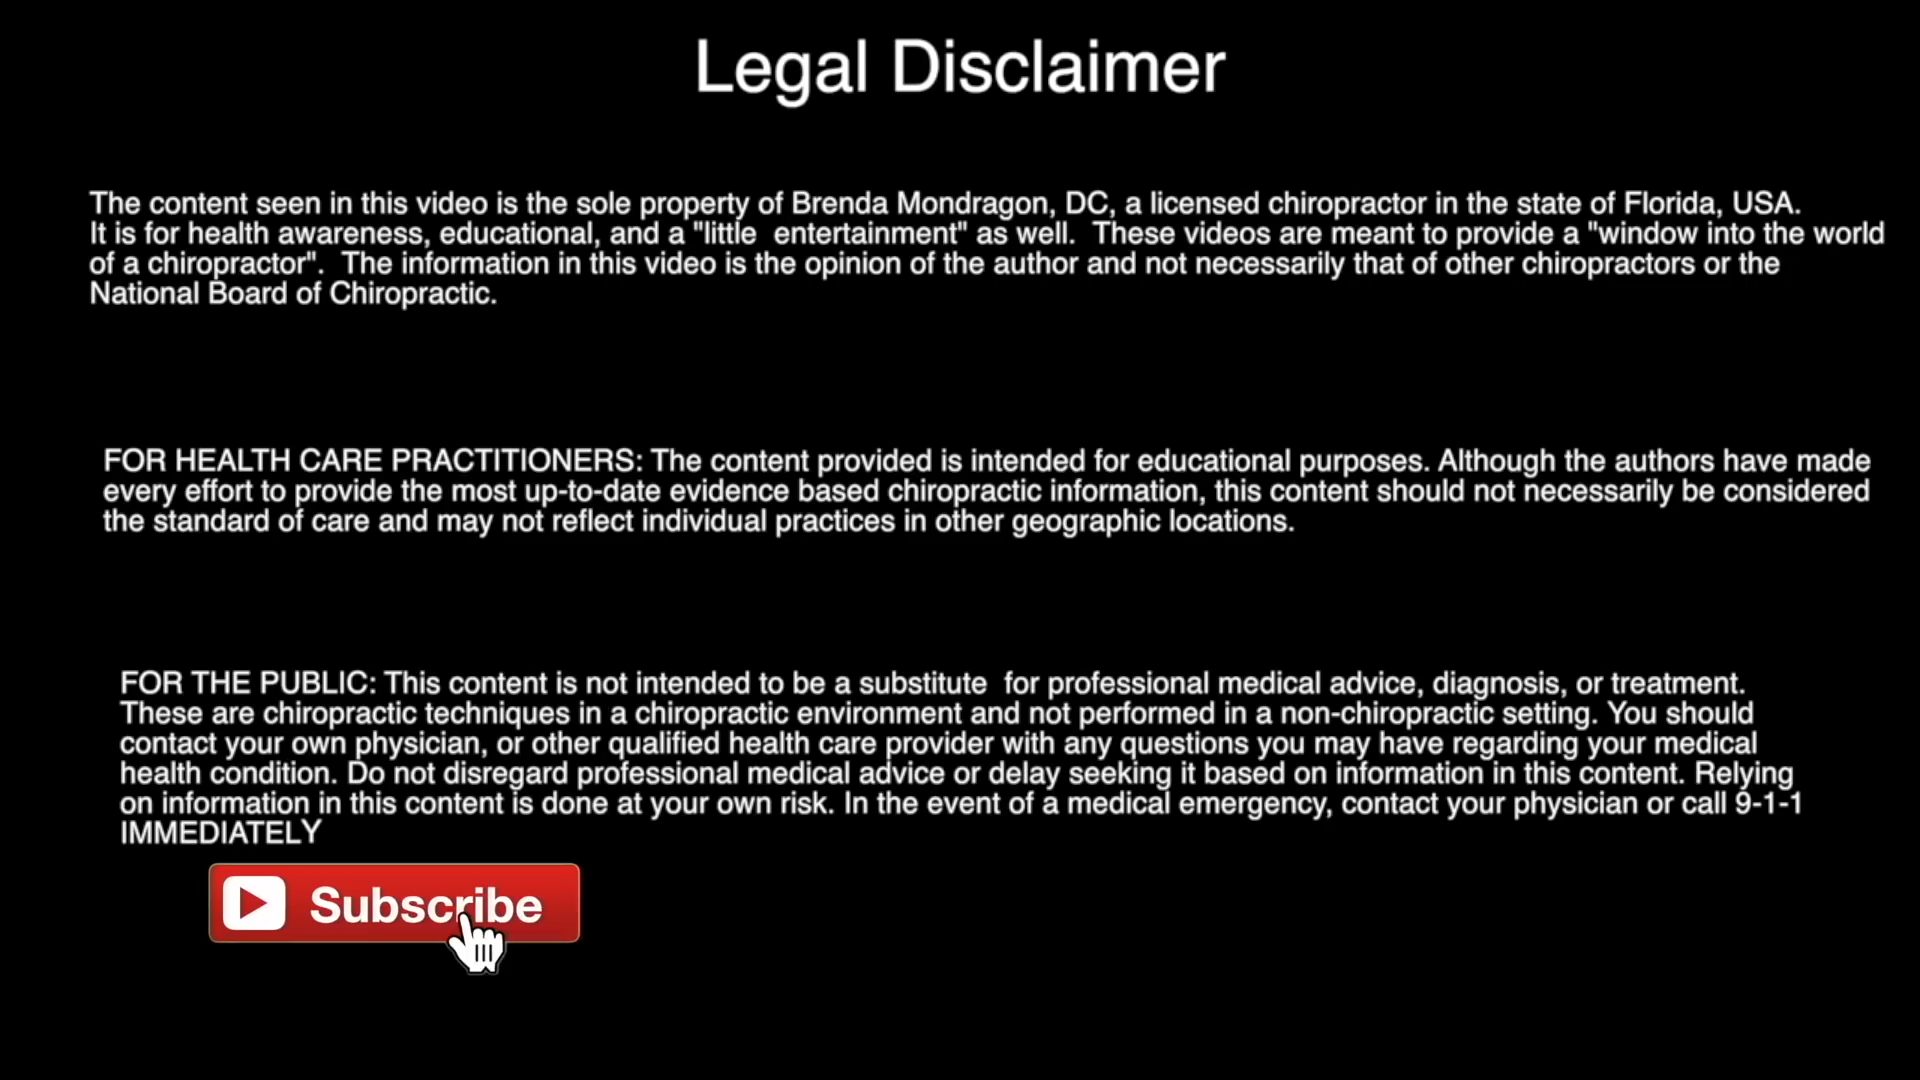 Legal Disclaimer
The content seen in this video is the sole property of Brenda Mondragon, DC, a licensed chiropractor in the state of Florida, USA.
It is for health awareness, educational, and a "little  entertainment" as well.  These videos are meant to provide a "window into the world
of a chiropractor".  The information in this video is the opinion of the author and not necessarily that of other chiropractors or the
National Board of Chiropractic.
FOR HEALTH CARE PRACTITIONERS: The content provided is intended for educational purposes. Although the authors have made
every effort to provide the most up-to-date evidence based chiropractic information, this content should not necessarily be considered
the standard of care and may not reflect individual practices in other geographic locations.
FOR THE PUBLIC: This content is not intended to be a substitute  for professional medical advice, diagnosis, or treatment.
These are chiropractic techniques in a chiropractic environment and not performed in a non-chiropractic setting. You should
contact your own physician, or other qualified health care provider with any questions you may have regarding your medical
health condition. Do not disregard professional medical advice or delay seeking it based on information in this content. Relying
on information in this content is done at your own risk. In the event of a medical emergency, contact your physician or call 9-1-1
IMMEDIATELY
Subscribe